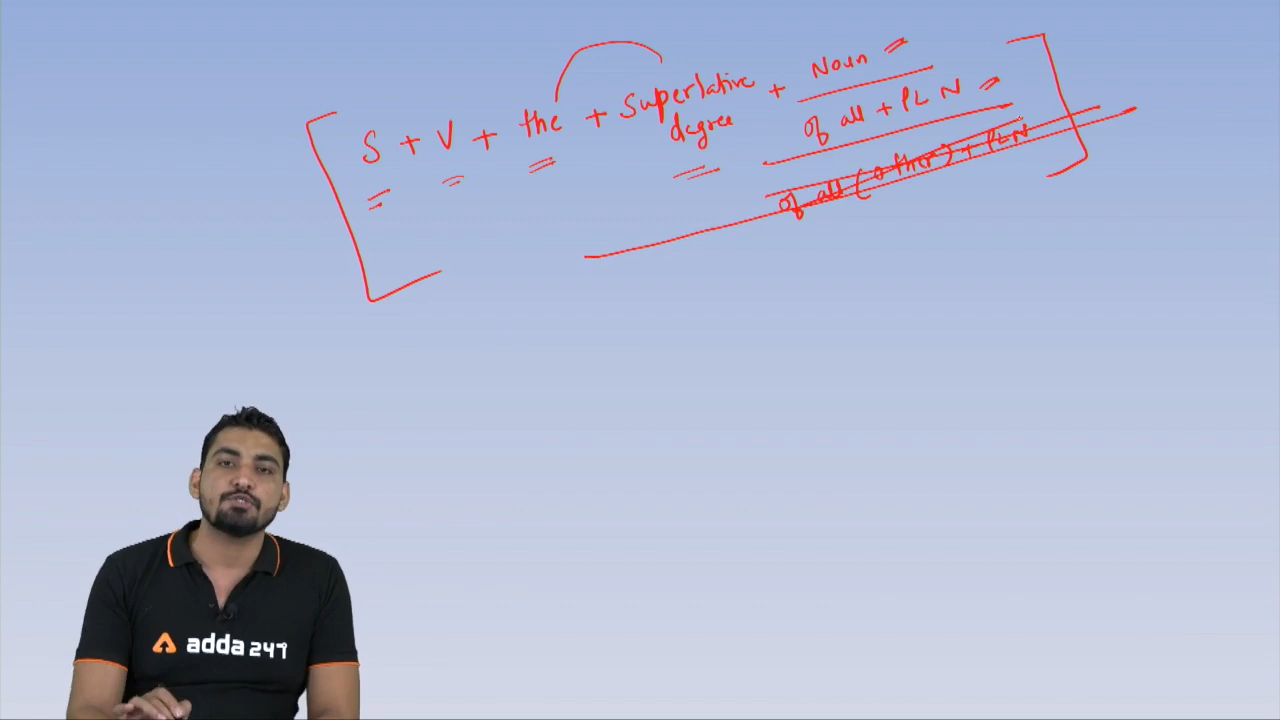 S + V + the + Superlative degree + Noun
of all + PL N
of all (other) + PL N
adda 247